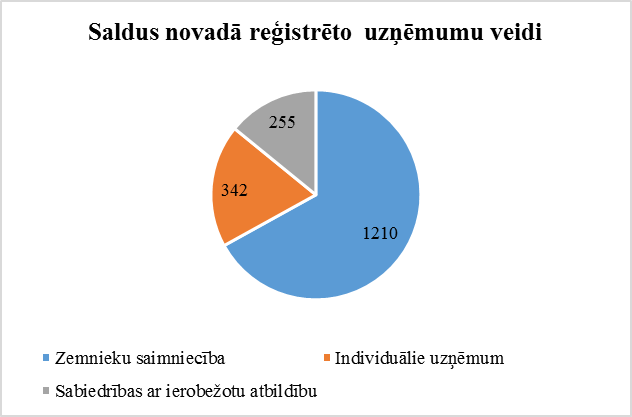 Saldus novadā reģistrēto uzņēmumu veidi
255
342
1210
Zemnieku saimniecība
Individuālie uzņēmum
Sabiedrības ar ierobežotu atbildību